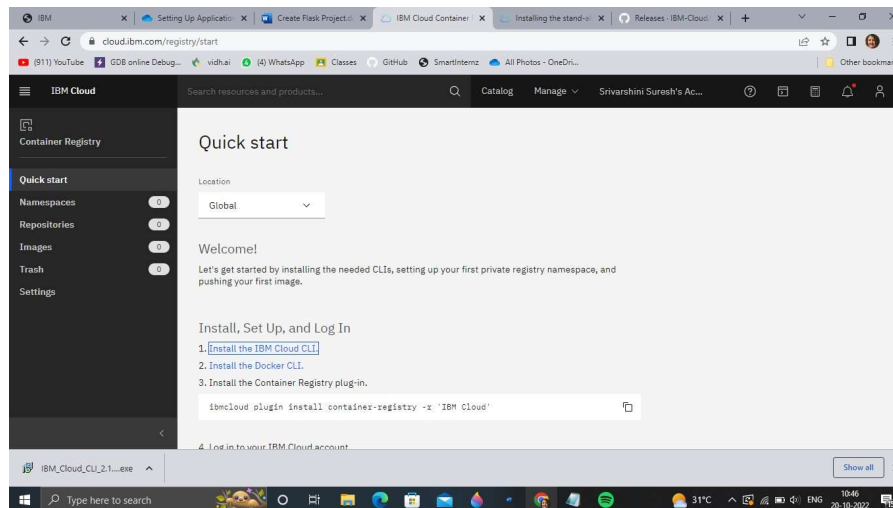 IBM
Setting Up Application
Create Flask Project.d
IBM Cloud Container
Installing the stand-al
Releases · IBM-Cloud
cloud.ibm.com/registry/start
(911) YouTube
GDB online Debug...
vidh.ai
(4) WhatsApp
Classes
GitHub
SmartInternz
All Photos - OneDri...
Other bookmar
IBM Cloud
Search resources and products...
Catalog
Manage
Srivarshini Suresh's Ac...
Container Registry
Quick start
Namespaces 0
Repositories 0
Images 0
Trash 0
Settings
Quick start
Location
Global
Welcome!
Let's get started by installing the needed CLIs, setting up your first private registry namespace, and
pushing your first image.
Install, Set Up, and Log In
1. Install the IBM Cloud CLI.
2. Install the Docker CLI.
3. Install the Container Registry plug-in.
ibmcloud plugin install container-registry -r 'IBM Cloud'
4. Log in to your IBM Cloud account.
IBM_Cloud_CLI_2.1....exe
Show all
Type here to search
31°C
ENG
10:46
20-10-2022